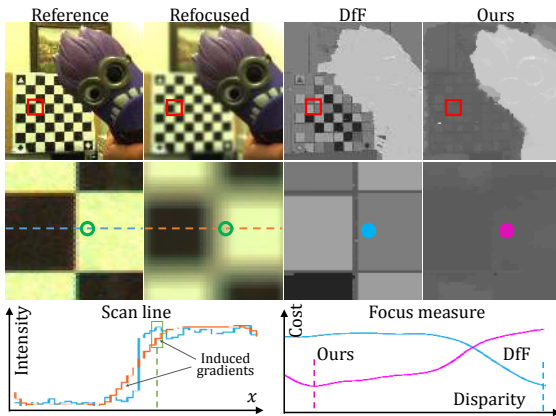 Reference Refocused DfF Ours
Scan line Focus measure
Intensity
Induced
gradients
x
Cost
Ours
DfF
Disparity